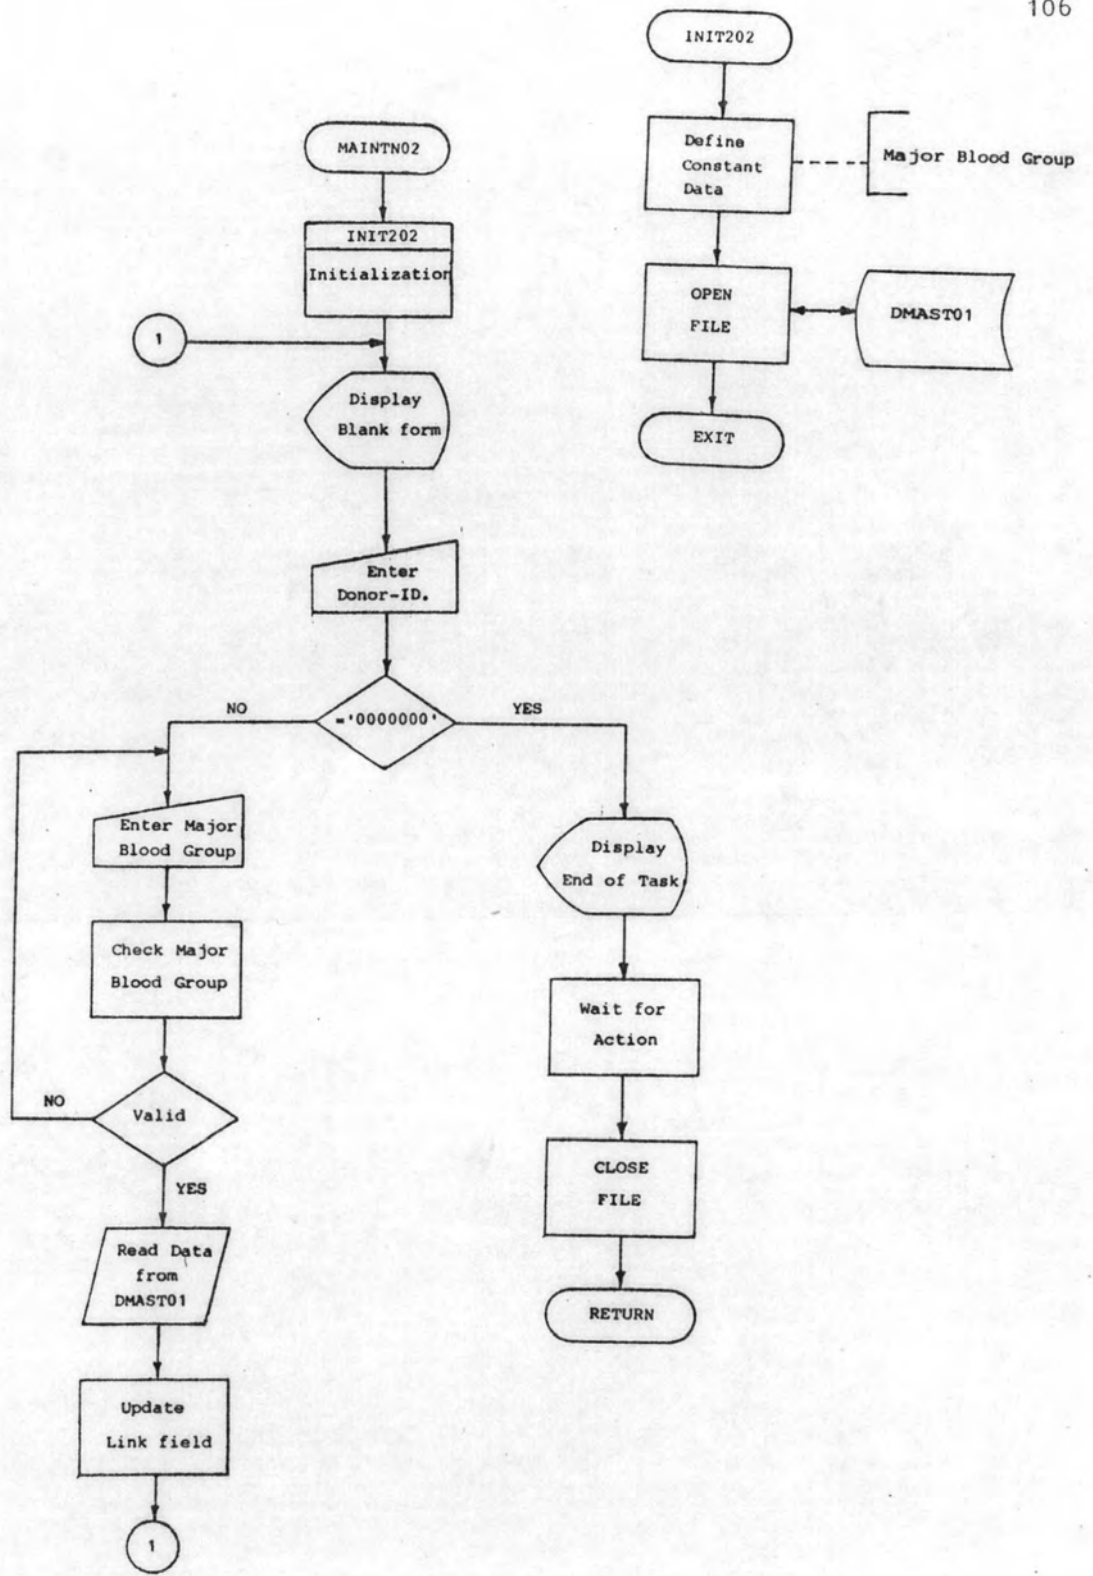 106
MAINTN02
INIT202
Initialization
1
Display
Blank form
Enter
Donor-ID.
='0000000'
NO
YES
Enter Major
Blood Group
Check Major
Blood Group
Valid
NO
YES
Read Data
from
DMAST01
Update
Link field
1
Display
End of Task
Wait for
Action
CLOSE
FILE
RETURN
INIT202
Define
Constant
Data
Major Blood Group
OPEN
FILE
DMAST01
EXIT